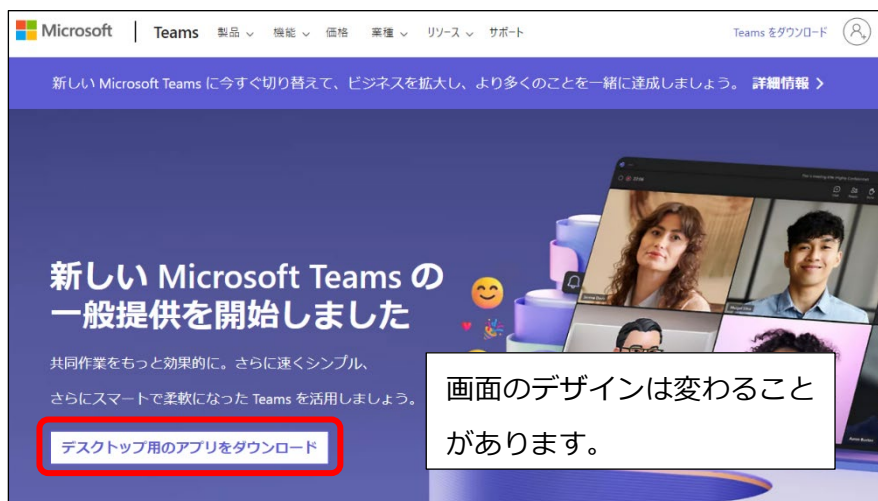 Microsoft Teams 製品 機能 価格 業種 リソース サポート Teams をダウンロード
新しい Microsoft Teams に今すぐ切り替えて、ビジネスを拡大し、より多くのことを一緒に達成しましょう。 詳細情報 >
新しい Microsoft Teams の
一般提供を開始しました
共同作業をもっと効果的に。さらに速くシンプル、
さらにスマートで柔軟になった Teams を活用しましょう。
デスクトップ用のアプリをダウンロード
画面のデザインは変わること
があります。